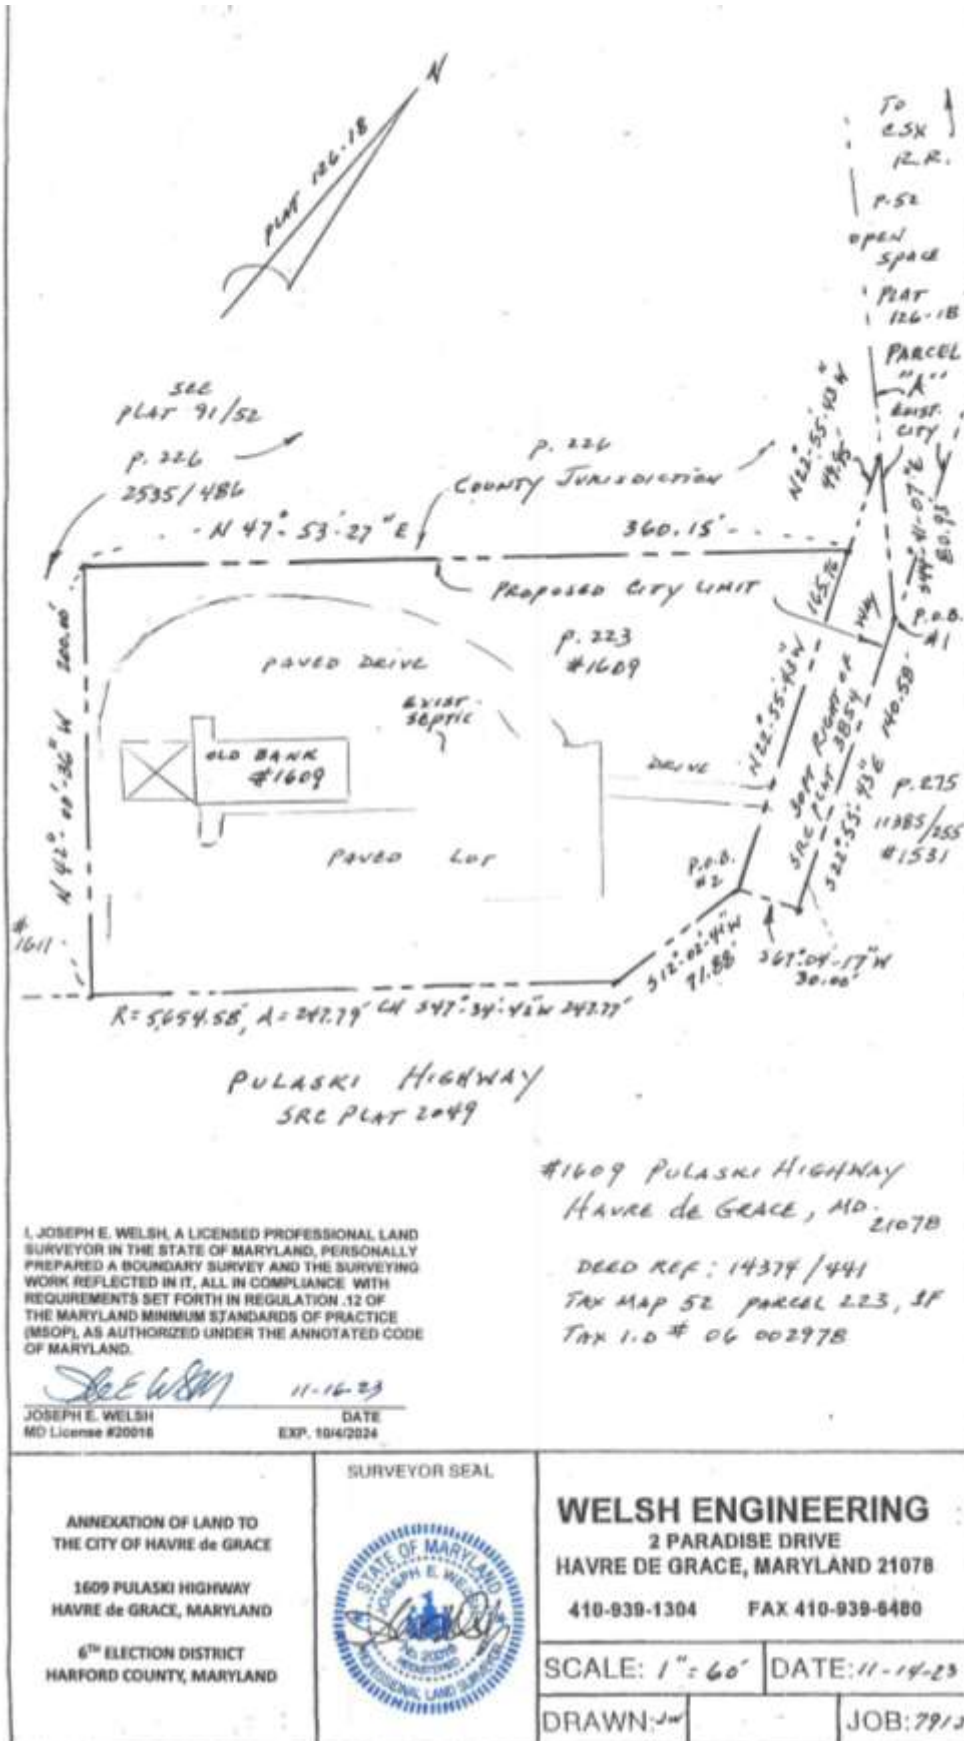 N
PLAT 126-18
TO
CSX
R.R.
P.52
OPEN
SPACE
PLAT
126-18
PARCEL
"A"
EXIST.
CITY
SEE
PLAT 91/52
P. 226
2535/486
P. 226
COUNTY JURISDICTION
N22°-55'-43"W
49.85'
S44°-41'-07"E
80.93'
N 47°-53'-27"E
360.15'
PROPOSED CITY LIMIT
P.O.B.
#1
P. 223
#1609
PAVED DRIVE
EXIST
SEPTIC
OLD BANK
#1609
N 42°-00'-36"W 200.00'
N22°-55'-43"W 165.76
30FT RIGHT OF WAY
SRC PLAT 3854
S22°-55'-43"E 140.58'
DRIVE
P.275
11385/255
#1531
PAVED LOT
P.O.B.
#2
#
1611
S12°-02'-41"W
71.88'
S67°-04'-17"W
30.00'
R=5,654.58', A=247.79' CH S47°-34'-42"W 247.77'
PULASKI HIGHWAY
SRC PLAT 2049
#1609 PULASKI HIGHWAY
HAVRE de GRACE, MD.
21078
DEED REF: 14374/441
TAX MAP 52 PARCEL 223, SF
TAX I.D # 06 002978
I, JOSEPH E. WELSH, A LICENSED PROFESSIONAL LAND
SURVEYOR IN THE STATE OF MARYLAND, PERSONALLY
PREPARED A BOUNDARY SURVEY AND THE SURVEYING
WORK REFLECTED IN IT, ALL IN COMPLIANCE WITH
REQUIREMENTS SET FORTH IN REGULATION .12 OF
THE MARYLAND MINIMUM STANDARDS OF PRACTICE
(MSOP), AS AUTHORIZED UNDER THE ANNOTATED CODE
OF MARYLAND.
11-16-23
JOSEPH E. WELSH DATE
MD License #20016 EXP. 10/4/2024
ANNEXATION OF LAND TO
THE CITY OF HAVRE de GRACE
1609 PULASKI HIGHWAY
HAVRE de GRACE, MARYLAND
6TH ELECTION DISTRICT
HARFORD COUNTY, MARYLAND
SURVEYOR SEAL
STATE OF MARYLAND
JOSEPH E. WELSH
PROFESSIONAL LAND SURVEYOR
WELSH ENGINEERING
2 PARADISE DRIVE
HAVRE DE GRACE, MARYLAND 21078
410-939-1304 FAX 410-939-6480
SCALE: 1"=60' DATE: 11-14-23
DRAWN: JW JOB: